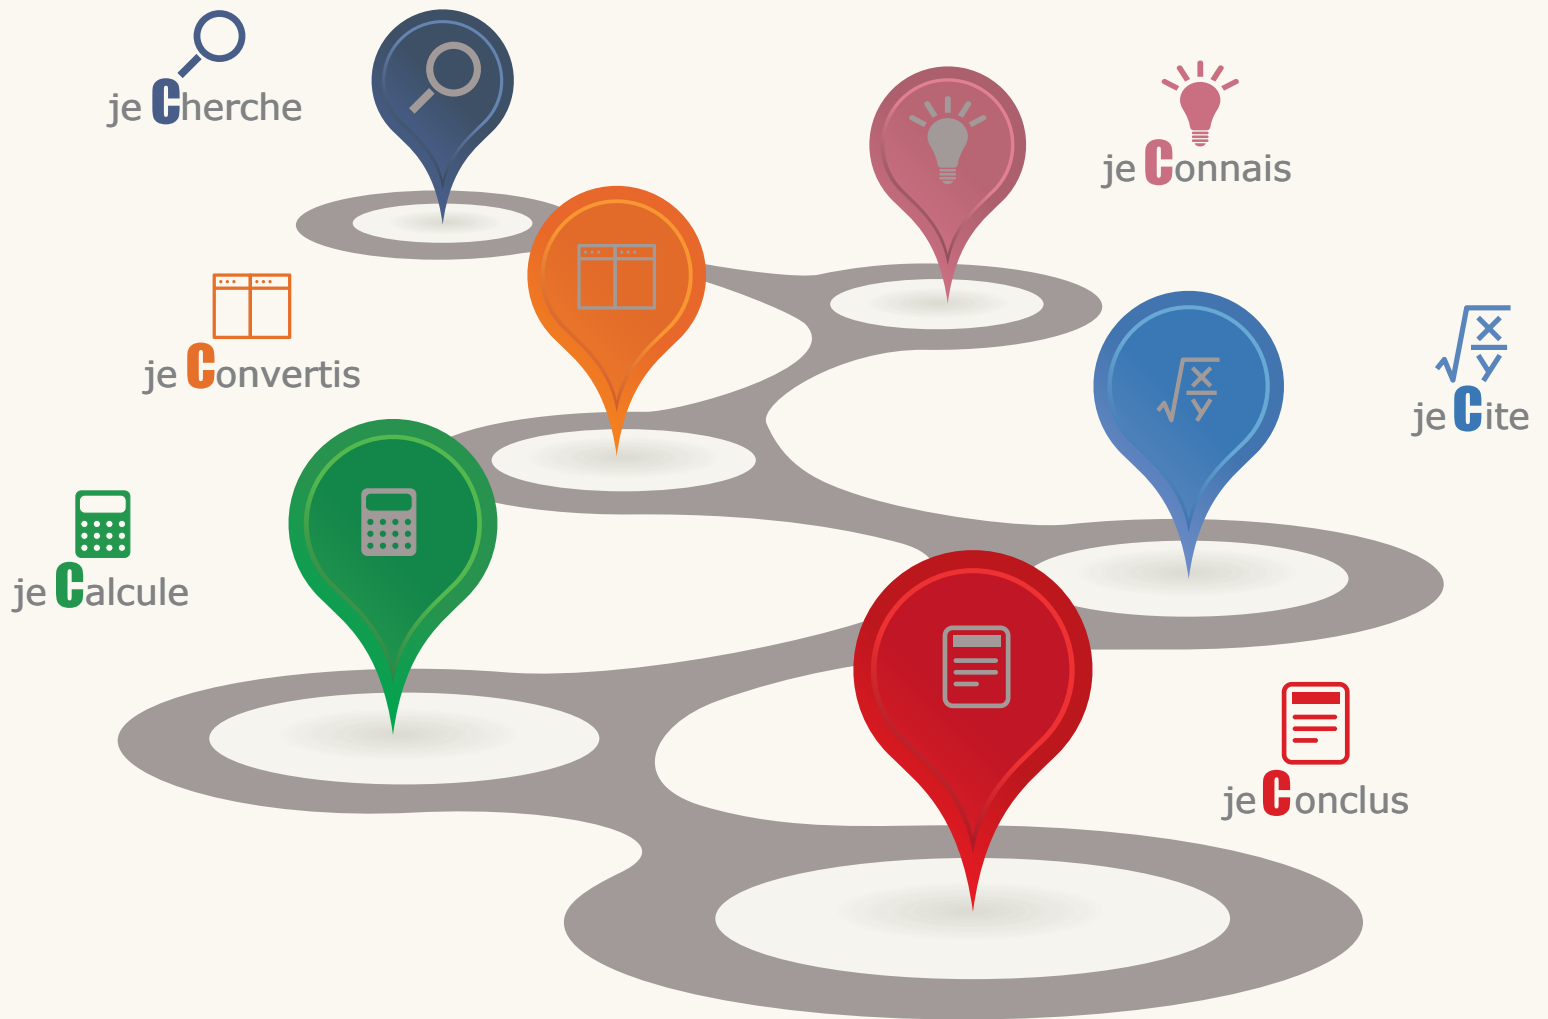 je Cherche
je Connais
je Convertis
x
y
x
y
je Cite
je Calcule
je Conclus